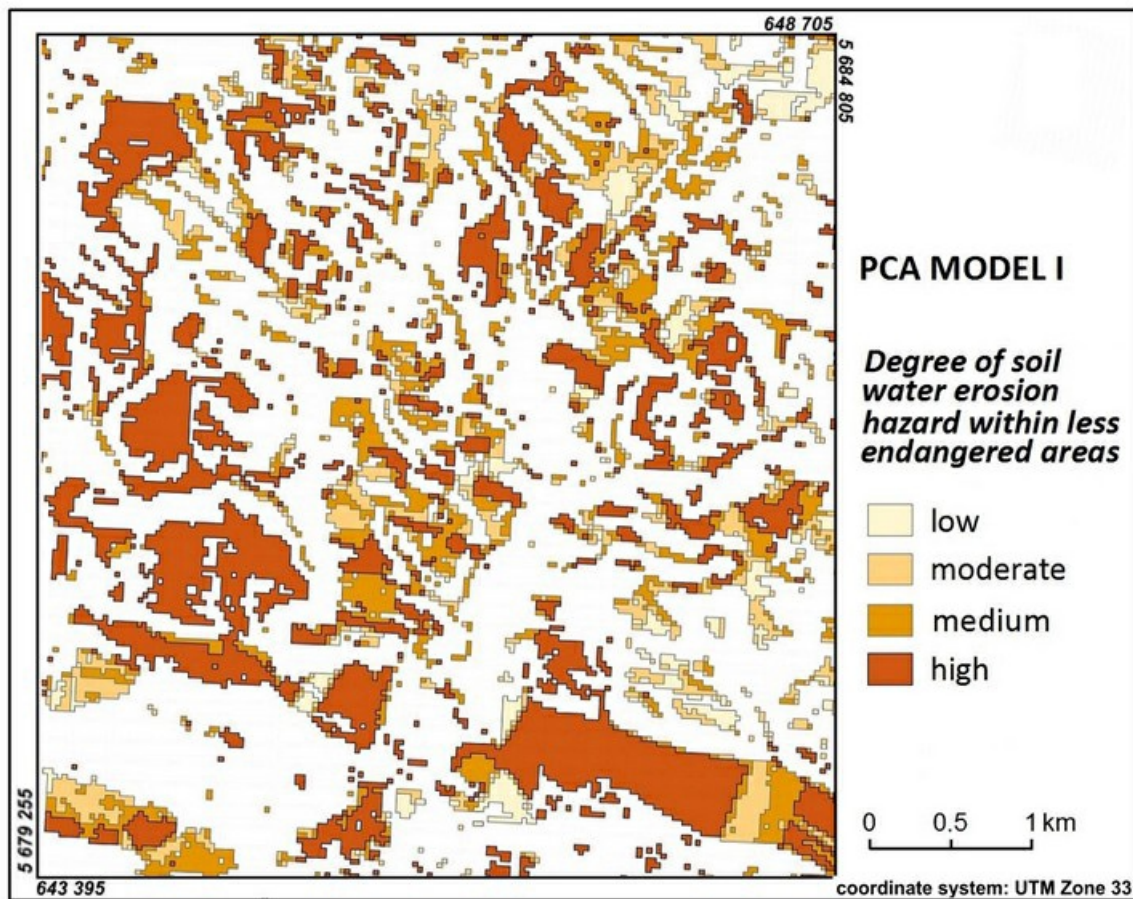 648 705
5 684 805
PCA MODEL I
Degree of soil
water erosion
hazard within less
endangered areas
low
moderate
medium
high
0 0.5 1 km
5 679 255
643 395
coordinate system: UTM Zone 33